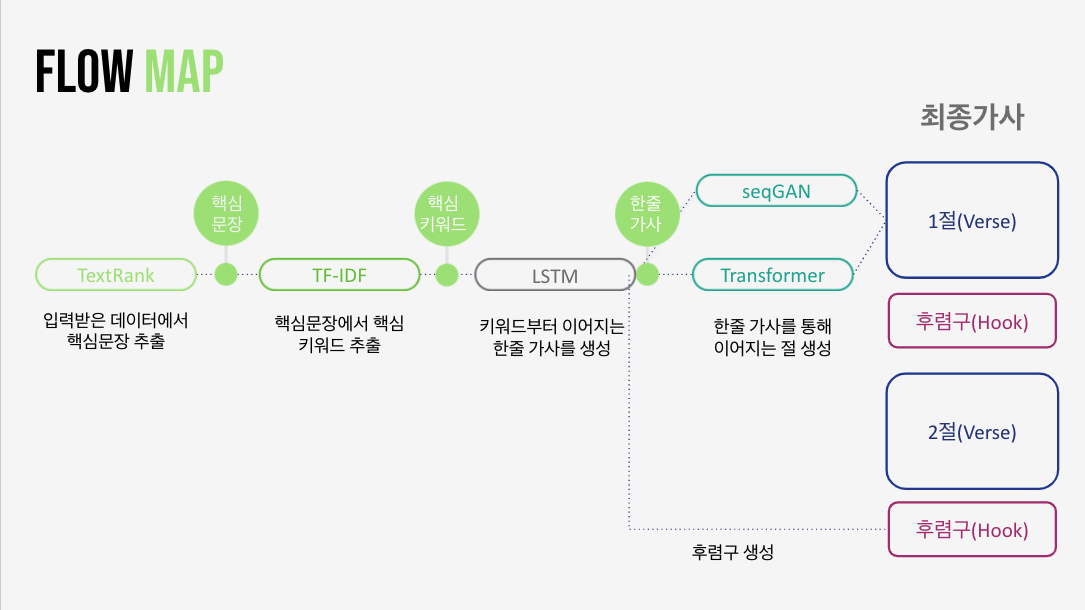 FLOW MAP
최종가사
핵심
문장
핵심
키워드
한줄
가사
seqGAN
1절(Verse)
TextRank
TF-IDF
LSTM
Transformer
입력받은 데이터에서
핵심문장 추출
핵심문장에서 핵심
키워드 추출
키워드부터 이어지는
한줄 가사를 생성
한줄 가사를 통해
이어지는 절 생성
후렴구(Hook)
2절(Verse)
후렴구(Hook)
후렴구 생성